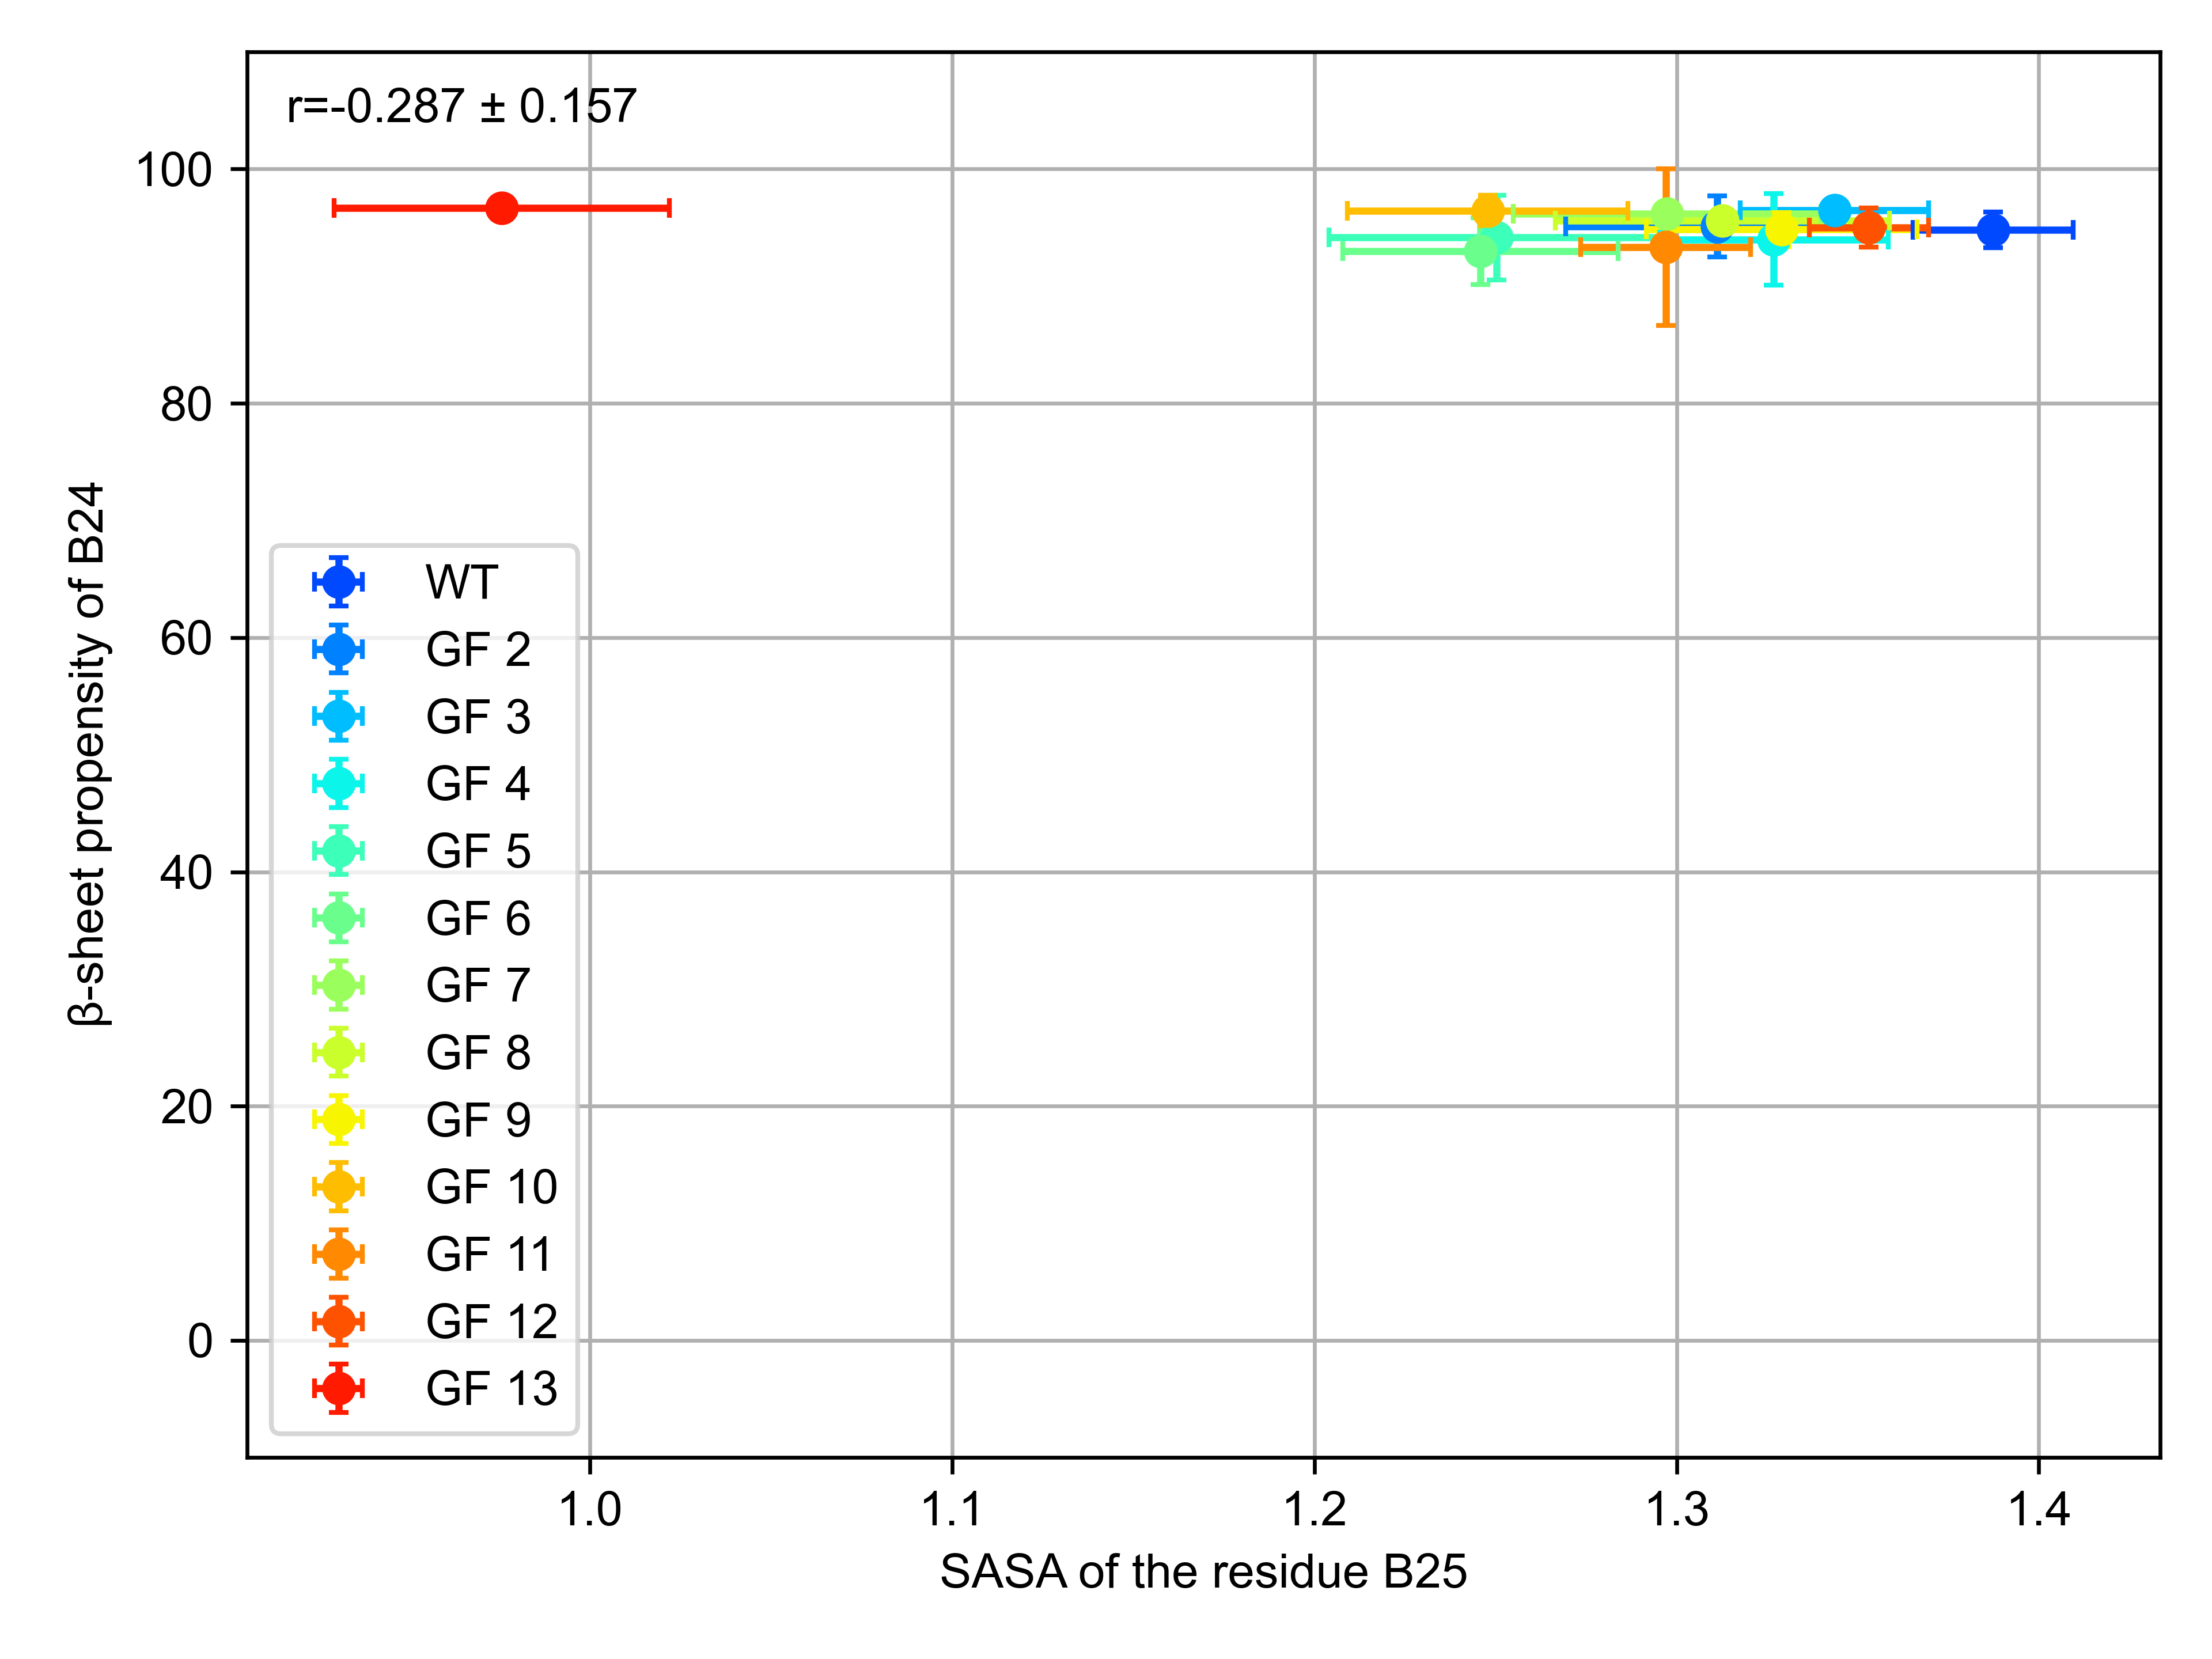 r=-0.287 ± 0.157
100
80
60
40
20
0
β-sheet propensity of B24
WT
GF 2
GF 3
GF 4
GF 5
GF 6
GF 7
GF 8
GF 9
GF 10
GF 11
GF 12
GF 13
1.0 1.1 1.2 1.3 1.4
SASA of the residue B25